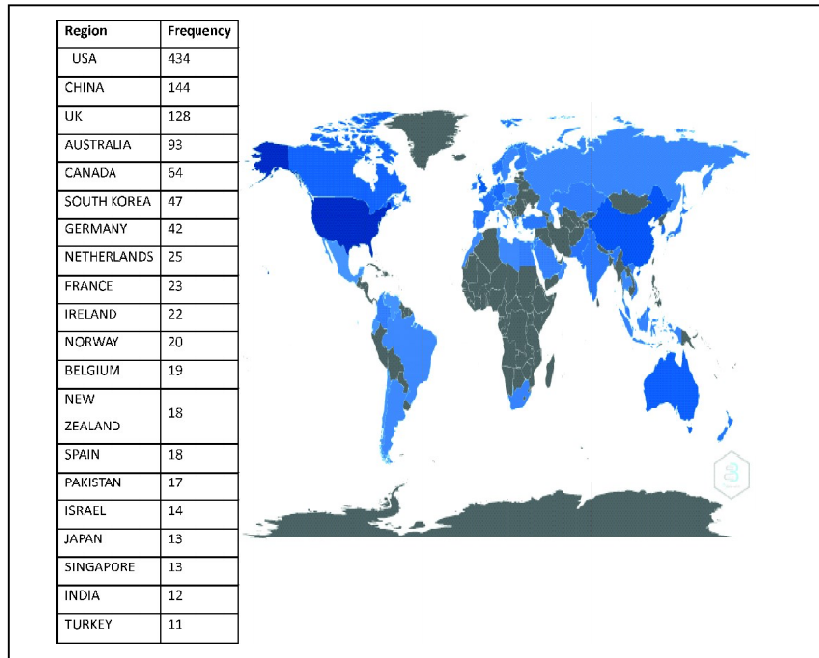 Region Frequency
USA 434
CHINA 144
UK 128
AUSTRALIA 93
CANADA 54
SOUTH KOREA 47
GERMANY 42
NETHERLANDS 25
FRANCE 23
IRELAND 22
NORWAY 20
BELGIUM 19
NEW
ZEALAND 18
SPAIN 18
PAKISTAN 17
ISRAEL 14
JAPAN 13
SINGAPORE 13
INDIA 12
TURKEY 11